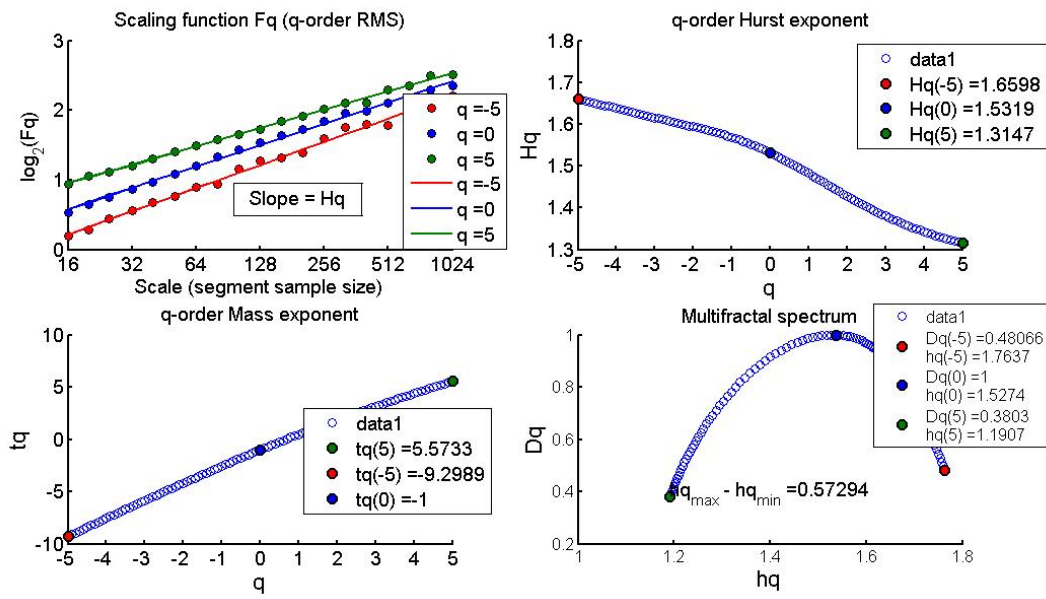 Scaling function Fq (q-order RMS)
3
2
1
0
log2(Fq)
q =-5
q =0
q =5
q =-5
q =0
q =5
Slope = Hq
16 32 64 128 256 512 1024
Scale (segment sample size)
q-order Hurst exponent
1.7
1.6
1.5
1.4
1.3
Hq
data1
Hq(-5) =1.6598
Hq(0) =1.5319
Hq(5) =1.3147
-5 -4 -3 -2 -1 0 1 2 3 4 5
q
q-order Mass exponent
10
5
0
-5
-10
tq
data1
tq(5) =5.5733
tq(-5) =-9.2989
tq(0) =-1
-5 -4 -3 -2 -1 0 1 2 3 4 5
q
Multifractal spectrum
1
0.8
0.6
0.4
0.2
Dq
data1
Dq(-5) =0.48066
hq(-5) =1.7637
Dq(0) =1
hq(0) =1.5274
Dq(5) =0.3803
hq(5) =1.1907
hqmax - hqmin =0.57294
1 1.2 1.4 1.6 1.8
hq